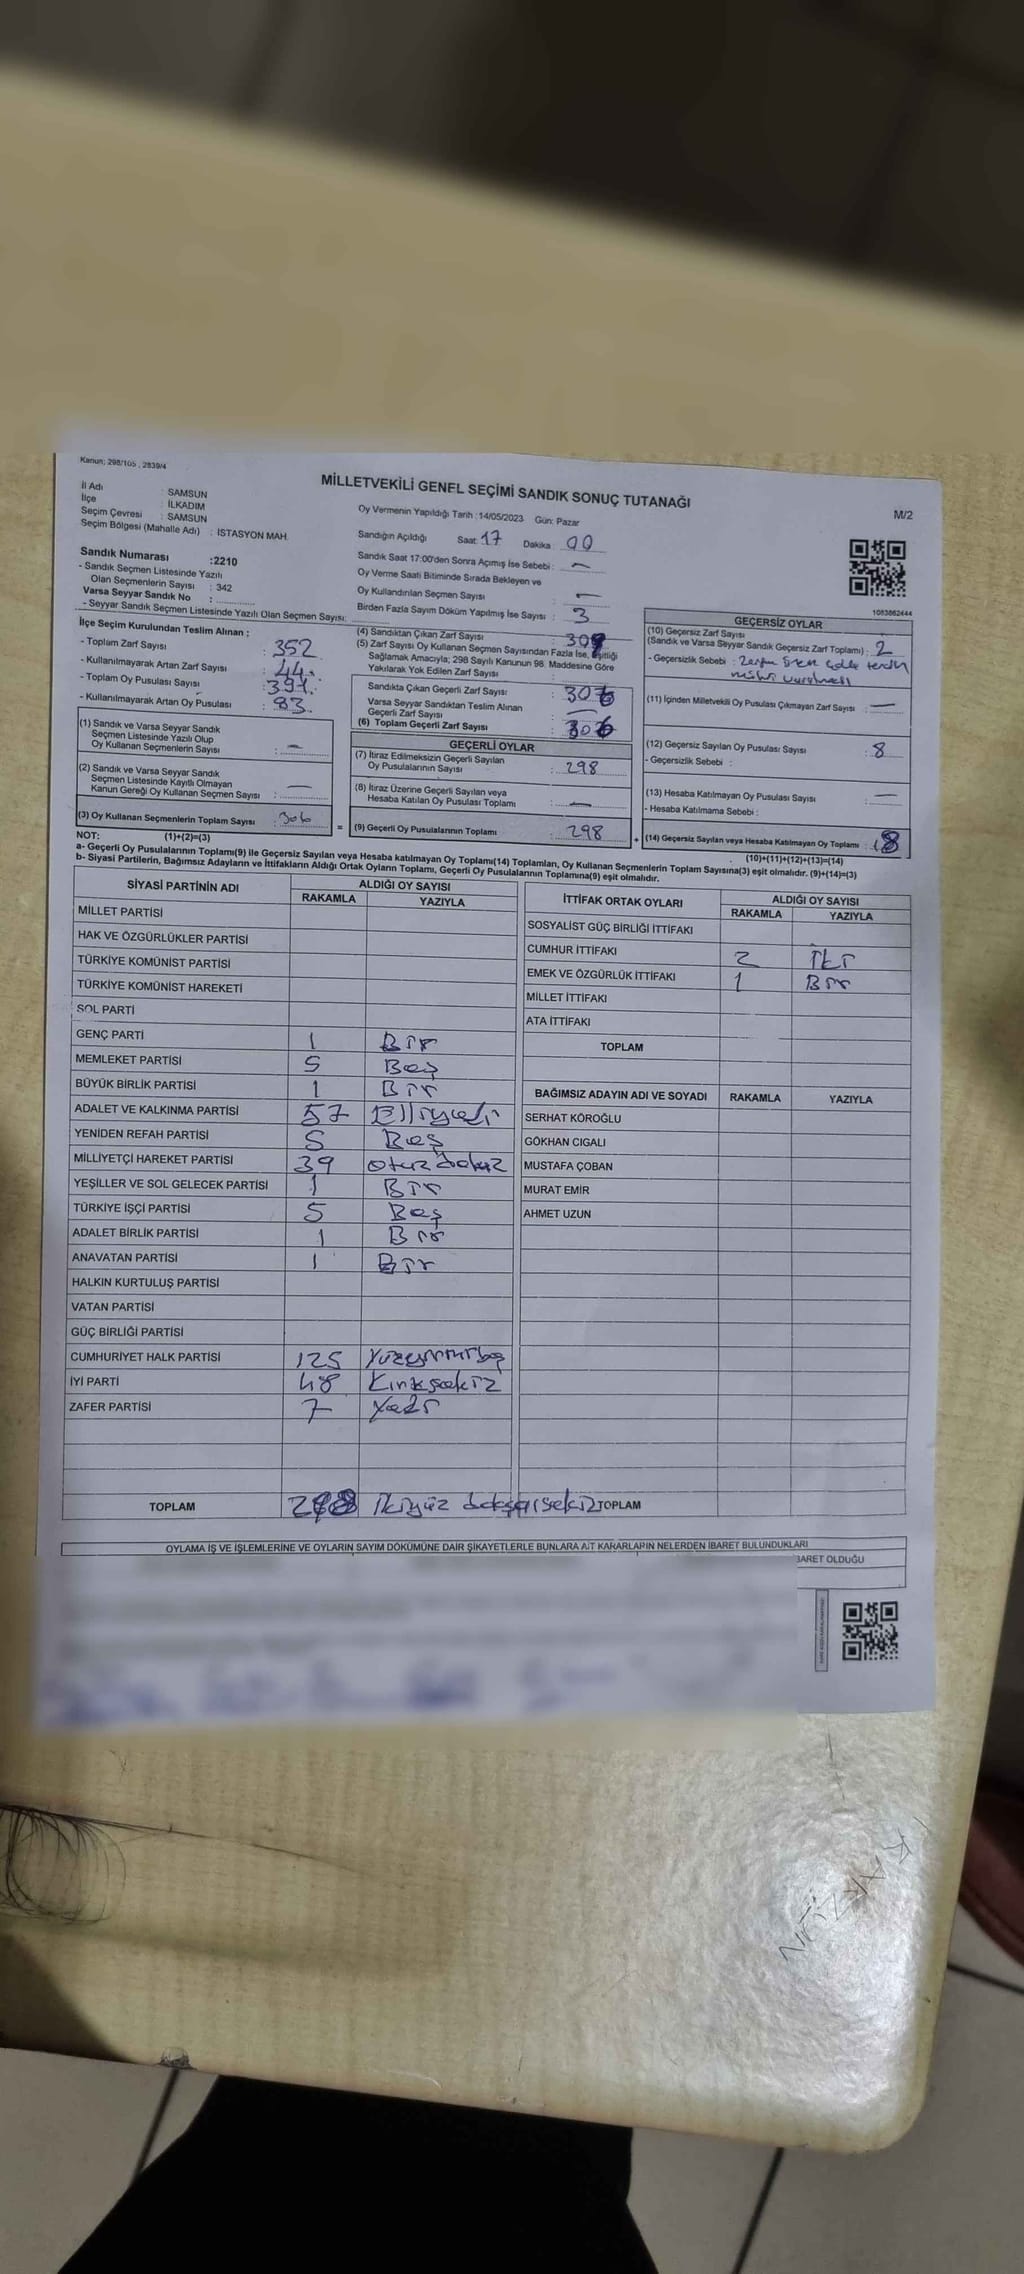 Kanun; 298/105 , 2839/4
MİLLETVEKİLİ GENEL SEÇİMİ SANDIK SONUÇ TUTANAĞI
M/2
İl Adı : SAMSUN
İlçe : İLKADIM
Seçim Çevresi : SAMSUN
Seçim Bölgesi (Mahalle Adı) : İSTASYON MAH.
Sandık Numarası :2210
- Sandık Seçmen Listesinde Yazılı
Olan Seçmenlerin Sayısı : 342
Varsa Seyyar Sandık No :
- Seyyar Sandık Seçmen Listesinde Yazılı Olan Seçmen Sayısı:
Oy Vermenin Yapıldığı Tarih :14/05/2023 Gün: Pazar
Sandığın Açıldığı Saat: 17 Dakika : 00
Sandık Saat 17:00'den Sonra Açımış İse Sebebi : —
Oy Verme Saati Bitiminde Sırada Bekleyen ve
Oy Kullandırılan Seçmen Sayısı : —
Birden Fazla Sayım Döküm Yapılmış İse Sayısı : 3
1083862444
İlçe Seçim Kurulundan Teslim Alınan :
- Toplam Zarf Sayısı : 352
- Kullanılmayarak Artan Zarf Sayısı : 44
- Toplam Oy Pusulası Sayısı : 391
- Kullanılmayarak Artan Oy Pusulası : 83
(1) Sandık ve Varsa Seyyar Sandık
Seçmen Listesinde Yazılı Olup
Oy Kullanan Seçmenlerin Sayısı : —
(2) Sandık ve Varsa Seyyar Sandık
Seçmen Listesinde Kayıtlı Olmayan
Kanun Gereği Oy Kullanan Seçmen Sayısı : —
(3) Oy Kullanan Seçmenlerin Toplam Sayısı : 306
(4) Sandıktan Çıkan Zarf Sayısı :
(5) Zarf Sayısı Oy Kullanan Seçmen Sayısından Fazla İse, Eşitliği
Sağlamak Amacıyla; 298 Sayılı Kanunun 98. Maddesine Göre
Yakılarak Yok Edilen Zarf Sayısı : —
Sandıkta Çıkan Geçerli Zarf Sayısı : 306
Varsa Seyyar Sandıktan Teslim Alınan
Geçerli Zarf Sayısı : —
(6) Toplam Geçerli Zarf Sayısı : 306
GEÇERLİ OYLAR
(7) İtiraz Edilmeksizin Geçerli Sayılan
Oy Pusulalarının Sayısı : 298
(8) İtiraz Üzerine Geçerli Sayılan veya
Hesaba Katılan Oy Pusulası Toplamı : —
= (9) Geçerli Oy Pusulalarının Toplamı : 298 +
GEÇERSİZ OYLAR
(10) Geçersiz Zarf Sayısı
(Sandık ve Varsa Seyyar Sandık Geçersiz Zarf Toplamı) : 2
- Geçersizlik Sebebi :
(11) İçinden Milletvekili Oy Pusulası Çıkmayan Zarf Sayısı : —
(12) Geçersiz Sayılan Oy Pusulası Sayısı : 8
- Geçersizlik Sebebi :
(13) Hesaba Katılmayan Oy Pusulası Sayısı : —
- Hesaba Katılmama Sebebi :
(14) Geçersiz Sayılan veya Hesaba Katılmayan Oy Toplamı : 8
NOT: (1)+(2)=(3)
(10)+(11)+(12)+(13)=(14)
a- Geçerli Oy Pusulalarının Toplamı(9) ile Geçersiz Sayılan veya Hesaba katılmayan Oy Toplamı(14) Toplamları, Oy Kullanan Seçmenlerin Toplam Sayısına(3) eşit olmalıdır. (9)+(14)=(3)
b- Siyasi Partilerin, Bağımsız Adayların ve İttifakların Aldığı Ortak Oyların Toplamı, Geçerli Oy Pusulalarının Toplamına(9) eşit olmalıdır.
SİYASİ PARTİNİN ADI ALDIĞI OY SAYISI
RAKAMLA YAZIYLA
MİLLET PARTİSİ
HAK VE ÖZGÜRLÜKLER PARTİSİ
TÜRKİYE KOMÜNİST PARTİSİ
TÜRKİYE KOMÜNİST HAREKETİ
SOL PARTİ
GENÇ PARTİ 1 Bir
MEMLEKET PARTİSİ 5 Beş
BÜYÜK BİRLİK PARTİSİ 1 Bir
ADALET VE KALKINMA PARTİSİ 57 Elliyedi
YENİDEN REFAH PARTİSİ 5 Beş
MİLLİYETÇİ HAREKET PARTİSİ 39 otuzdokuz
YEŞİLLER VE SOL GELECEK PARTİSİ 1 Bir
TÜRKİYE İŞÇİ PARTİSİ 5 Beş
ADALET BİRLİK PARTİSİ 1 Bir
ANAVATAN PARTİSİ 1 Bir
HALKIN KURTULUŞ PARTİSİ
VATAN PARTİSİ
GÜÇ BİRLİĞİ PARTİSİ
CUMHURİYET HALK PARTİSİ 125 Yüzyirmibeş
İYİ PARTİ 48 Kırksekiz
ZAFER PARTİSİ 7 Yedi
TOPLAM 298 ikiyüz doksansekiz
İTTİFAK ORTAK OYLARI ALDIĞI OY SAYISI
RAKAMLA YAZIYLA
SOSYALİST GÜÇ BİRLİĞİ İTTİFAKI
CUMHUR İTTİFAKI 2 İki
EMEK VE ÖZGÜRLÜK İTTİFAKI 1 Bir
MİLLET İTTİFAKI
ATA İTTİFAKI
TOPLAM
BAĞIMSIZ ADAYIN ADI VE SOYADI RAKAMLA YAZIYLA
SERHAT KÖROĞLU
GÖKHAN CIGALI
MUSTAFA ÇOBAN
MURAT EMİR
AHMET UZUN
TOPLAM
OYLAMA İŞ VE İŞLEMLERİNE VE OYLARIN SAYIM DÖKÜMÜNE DAİR ŞİKAYETLERLE BUNLARA AİT KARARLARIN NELERDEN İBARET BULUNDUKLARI
BARET OLDUĞU